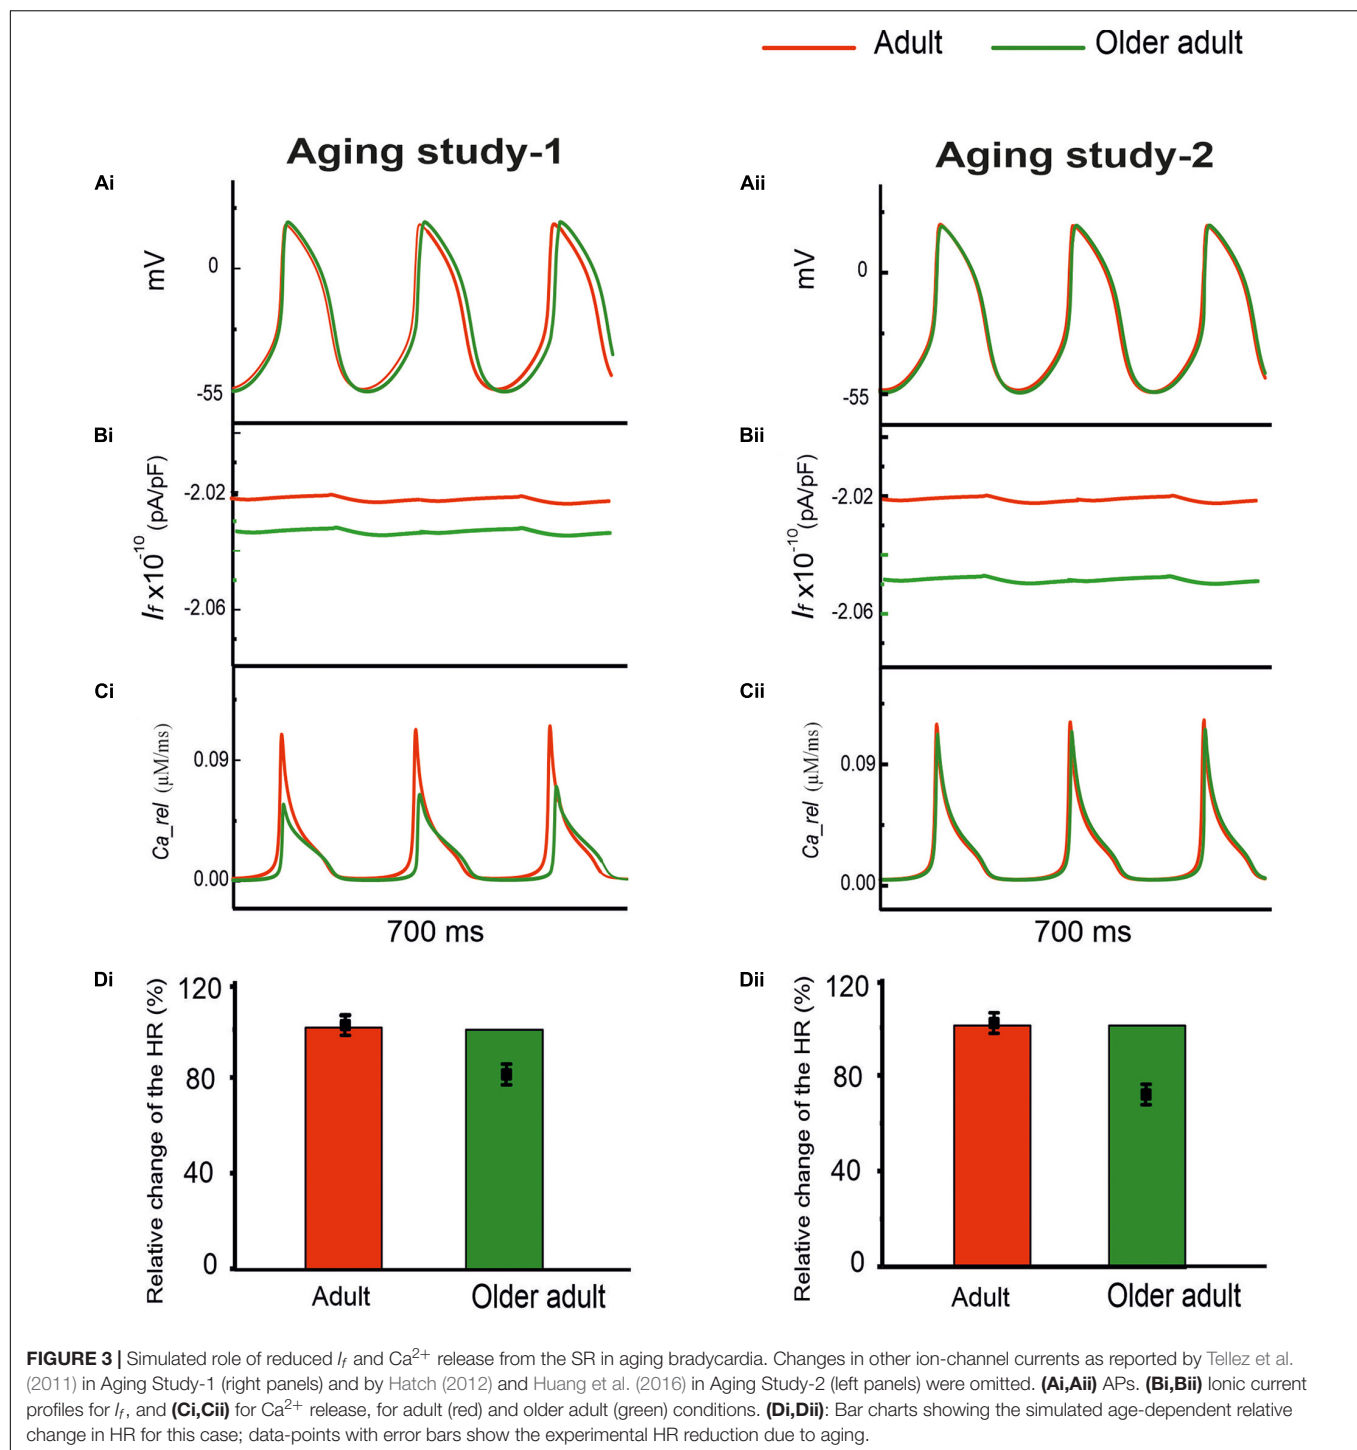 Adult
Older adult
Aging study-1
Aging study-2
Ai
mV
0
-55
Aii
mV
0
-55
Bi
If x10-10 (pA/pF)
-2.02
-2.06
Bii
If x10-10 (pA/pF)
-2.02
-2.06
Ci
Ca_rel (µM/ms)
0.09
0.00
700 ms
Cii
Ca_rel (µM/ms)
0.09
0.00
700 ms
Di
Relative change of the HR (%)
120
80
40
0
Adult
Older adult
Dii
Relative change of the HR (%)
120
80
40
0
Adult
Older adult
FIGURE 3 | Simulated role of reduced If and Ca2+ release from the SR in aging bradycardia. Changes in other ion-channel currents as reported by Tellez et al.
(2011) in Aging Study-1 (right panels) and by Hatch (2012) and Huang et al. (2016) in Aging Study-2 (left panels) were omitted. (Ai,Aii) APs. (Bi,Bii) Ionic current
profiles for If, and (Ci,Cii) for Ca2+ release, for adult (red) and older adult (green) conditions. (Di,Dii): Bar charts showing the simulated age-dependent relative
change in HR for this case; data-points with error bars show the experimental HR reduction due to aging.